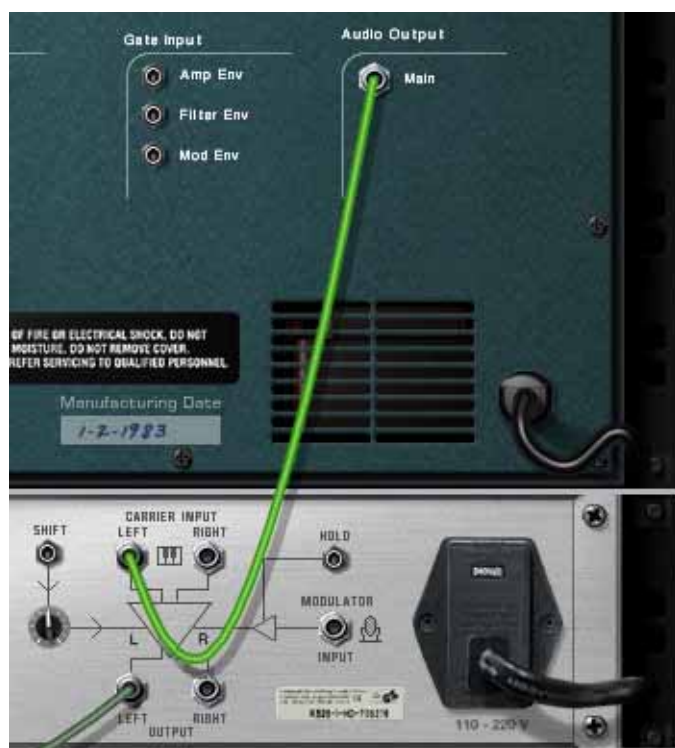 Gate Input
Amp Env
Filter Env
Mod Env
Audio Output
Main
OF FIRE OR ELECTRICAL SHOCK, DO NOT
MOISTURE. DO NOT REMOVE COVER.
REFER SERVICING TO QUALIFIED PERSONNEL.
Manufacturing Date
1-2-1983
SHIFT
CARRIER INPUT
LEFT RIGHT
HOLD
MODULATOR
INPUT
L R
LEFT RIGHT
OUTPUT
110 - 220 V